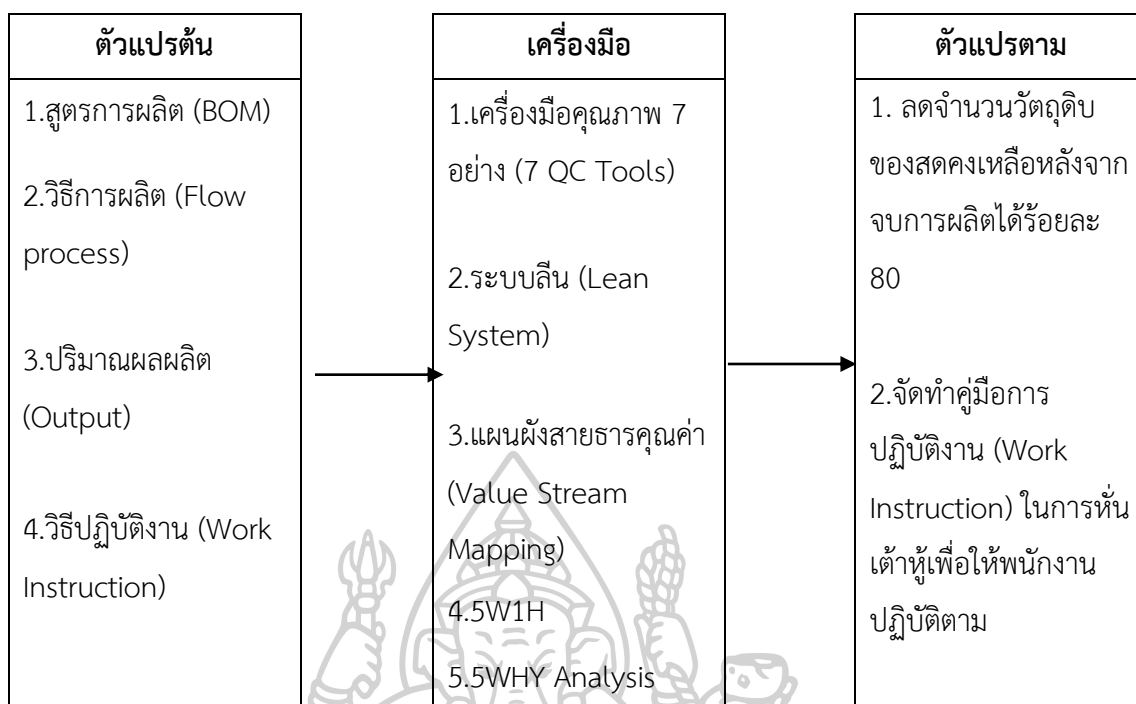 ตัวแปรต้น
1.สูตรการผลิต (BOM)
2.วิธีการผลิต (Flow
process)
3.ปริมาณผลผลิต
(Output)
4.วิธีปฏิบัติงาน (Work
Instruction)
เครื่องมือ
1.เครื่องมือคุณภาพ 7
อย่าง (7 QC Tools)
2.ระบบลีน (Lean
System)
3.แผนผังสายธารคุณค่า
(Value Stream
Mapping)
4.5W1H
5.5WHY Analysis
ตัวแปรตาม
1. ลดจำนวนวัตถุดิบ
ของสดคงเหลือหลังจาก
จบการผลิตได้ร้อยละ
80
2.จัดทำคู่มือการ
ปฏิบัติงาน (Work
Instruction) ในการหั่น
เต้าหู้เพื่อให้พนักงาน
ปฏิบัติตาม